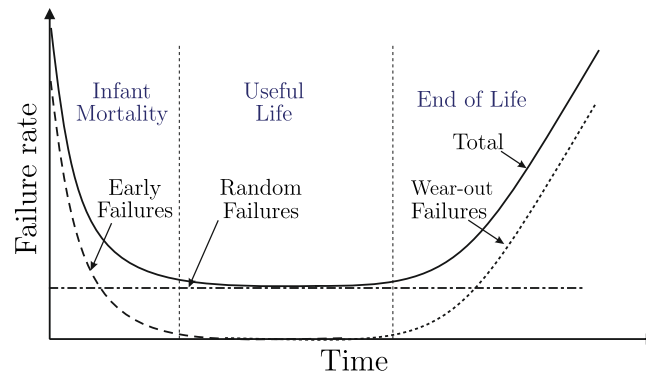 Infant
Mortality
Useful
Life
End of Life
Total
Early
Failures
Random
Failures
Wear-out
Failures
Failure rate
Time